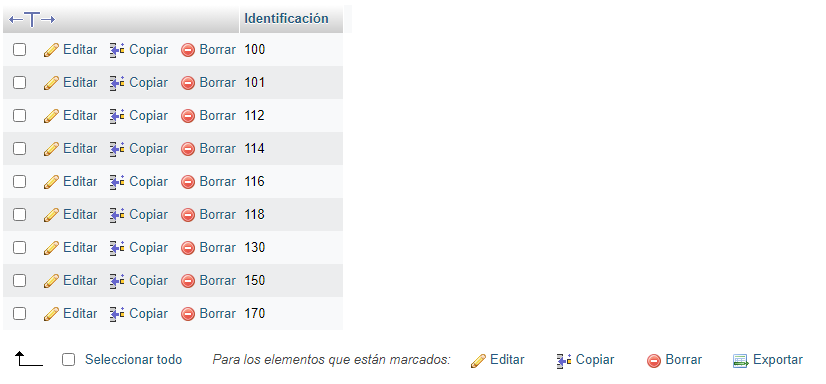 Identificación
Editar Copiar Borrar 100
Editar Copiar Borrar 101
Editar Copiar Borrar 112
Editar Copiar Borrar 114
Editar Copiar Borrar 116
Editar Copiar Borrar 118
Editar Copiar Borrar 130
Editar Copiar Borrar 150
Editar Copiar Borrar 170
Seleccionar todo Para los elementos que están marcados: Editar Copiar Borrar Exportar